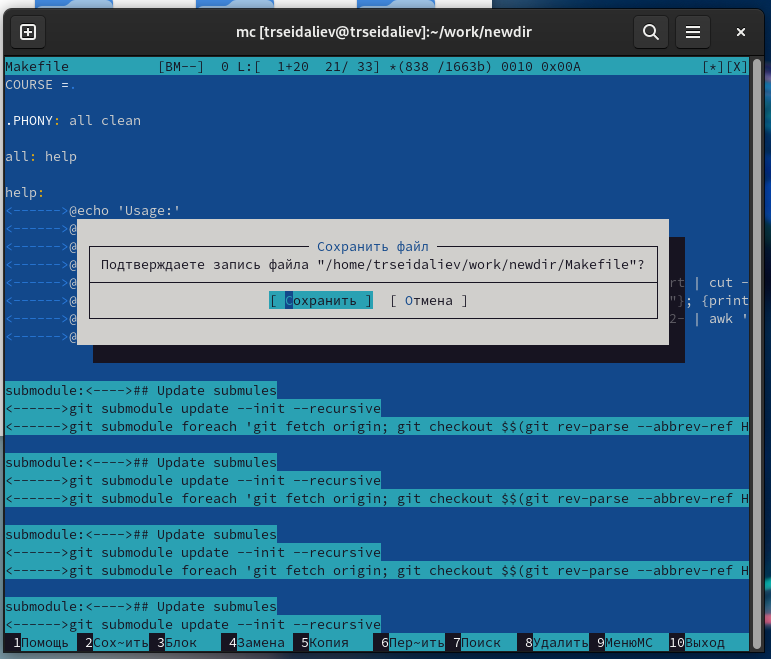 mc [trseidaliev@trseidaliev]:~/work/newdir
Makefile [BM--] 0 L:[ 1+20 21/ 33] *(838 /1663b) 0010 0x00A [*][X]
COURSE =.
.PHONY: all clean
all: help
help:
<------>@echo 'Usage:'
<------>@
<------>@
Сохранить файл
<------>@
Подтверждаете запись файла "/home/trseidaliev/work/newdir/Makefile"?
<------>@ rt | cut -
<------>@ "}; {print
[ Сохранить ] [ Отмена ]
<------>@ 2- | awk '
<------>@
submodule:<---->## Update submules
<------>git submodule update --init --recursive
<------>git submodule foreach 'git fetch origin; git checkout $$(git rev-parse --abbrev-ref H
submodule:<---->## Update submules
<------>git submodule update --init --recursive
<------>git submodule foreach 'git fetch origin; git checkout $$(git rev-parse --abbrev-ref H
submodule:<---->## Update submules
<------>git submodule update --init --recursive
<------>git submodule foreach 'git fetch origin; git checkout $$(git rev-parse --abbrev-ref H
submodule:<---->## Update submules
<------>git submodule update --init --recursive
1Помощь 2Сох~ить 3Блок 4Замена 5Копия 6Пер~ить 7Поиск 8Удалить 9МенюМС 10Выход